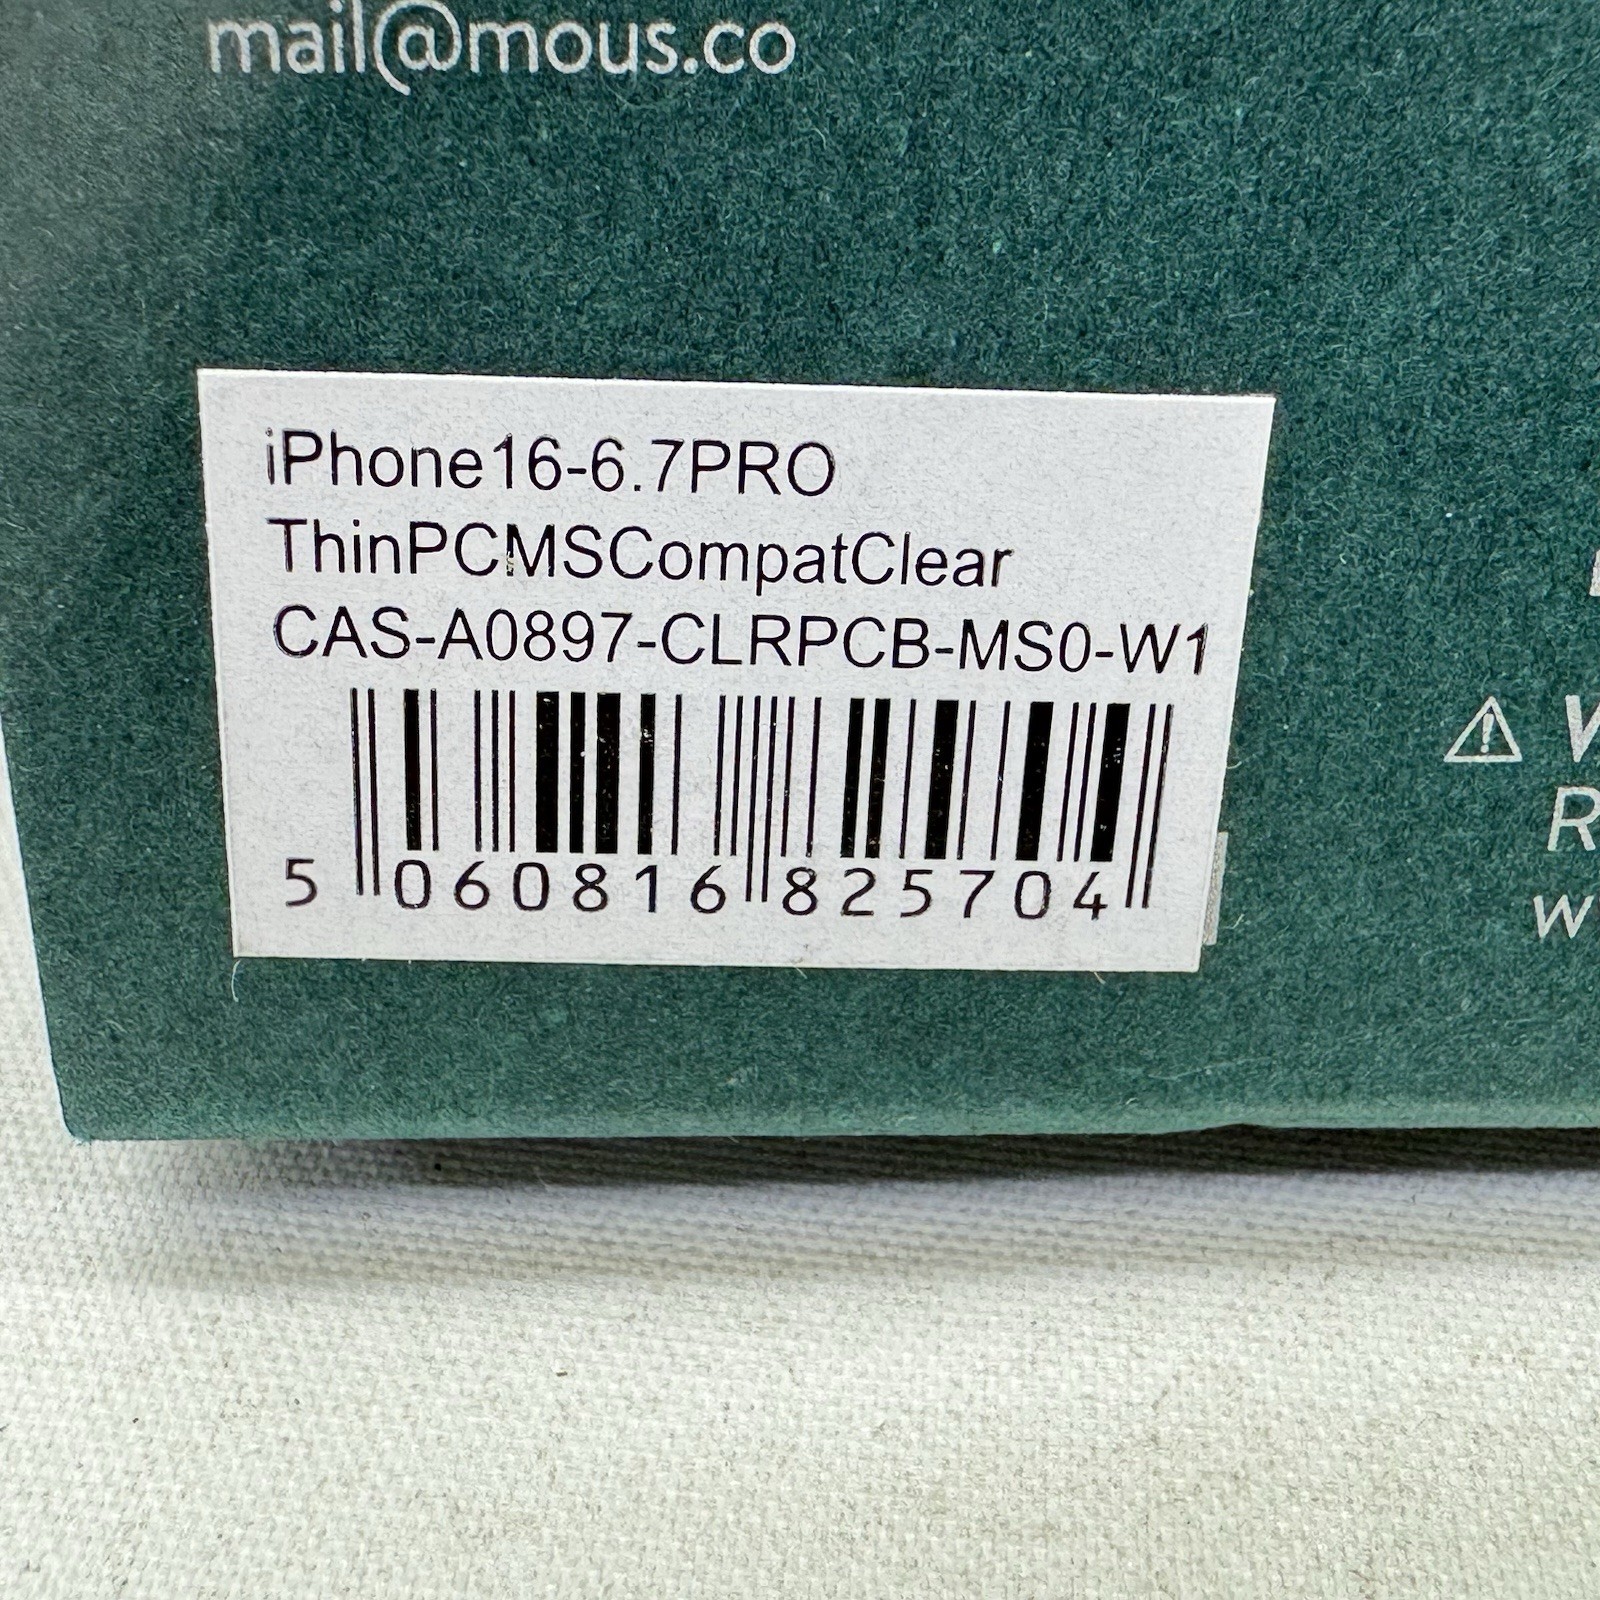 mail@mous.co
iPhone16-6.7PRO
ThinPCMSCompatClear
CAS-A0897-CLRPCB-MS0-W1
5 060816 825704